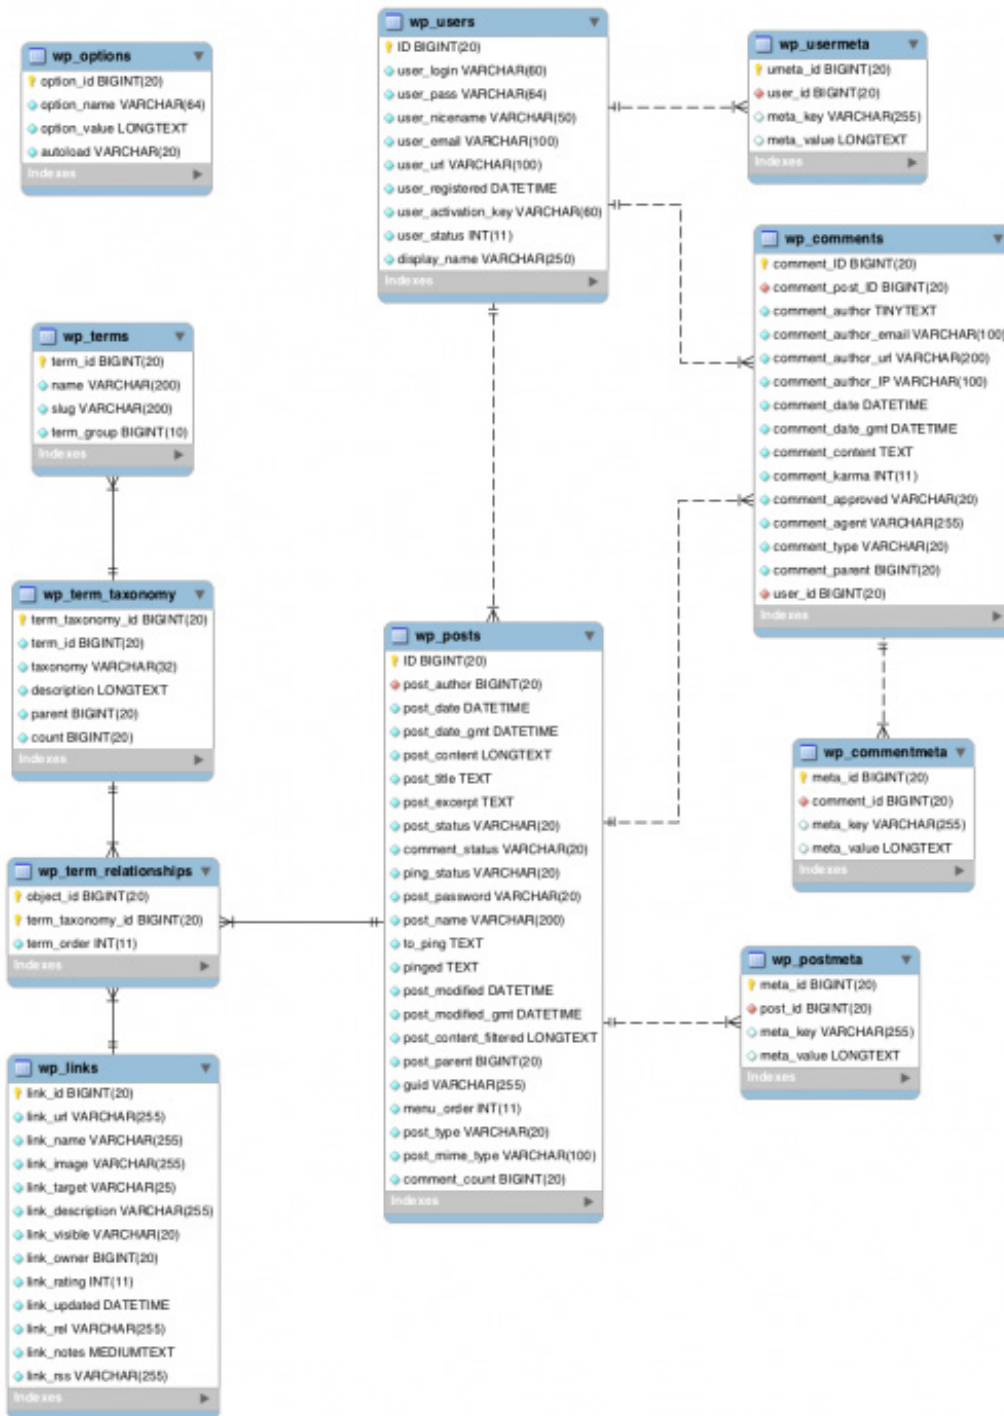 wp_options
option_id BIGINT(20)
option_name VARCHAR(64)
option_value LONGTEXT
autoload VARCHAR(20)
Indexes
wp_users
ID BIGINT(20)
user_login VARCHAR(60)
user_pass VARCHAR(64)
user_nicename VARCHAR(50)
user_email VARCHAR(100)
user_url VARCHAR(100)
user_registered DATETIME
user_activation_key VARCHAR(60)
user_status INT(11)
display_name VARCHAR(250)
Indexes
wp_usermeta
umeta_id BIGINT(20)
user_id BIGINT(20)
meta_key VARCHAR(255)
meta_value LONGTEXT
Indexes
wp_comments
comment_ID BIGINT(20)
comment_post_ID BIGINT(20)
comment_author TINYTEXT
comment_author_email VARCHAR(100)
comment_author_url VARCHAR(200)
comment_author_IP VARCHAR(100)
comment_date DATETIME
comment_date_gmt DATETIME
comment_content TEXT
comment_karma INT(11)
comment_approved VARCHAR(20)
comment_agent VARCHAR(255)
comment_type VARCHAR(20)
comment_parent BIGINT(20)
user_id BIGINT(20)
Indexes
wp_terms
term_id BIGINT(20)
name VARCHAR(200)
slug VARCHAR(200)
term_group BIGINT(10)
Indexes
wp_term_taxonomy
term_taxonomy_id BIGINT(20)
term_id BIGINT(20)
taxonomy VARCHAR(32)
description LONGTEXT
parent BIGINT(20)
count BIGINT(20)
Indexes
wp_posts
ID BIGINT(20)
post_author BIGINT(20)
post_date DATETIME
post_date_gmt DATETIME
post_content LONGTEXT
post_title TEXT
post_excerpt TEXT
post_status VARCHAR(20)
comment_status VARCHAR(20)
ping_status VARCHAR(20)
post_password VARCHAR(20)
post_name VARCHAR(200)
to_ping TEXT
pinged TEXT
post_modified DATETIME
post_modified_gmt DATETIME
post_content_filtered LONGTEXT
post_parent BIGINT(20)
guid VARCHAR(255)
menu_order INT(11)
post_type VARCHAR(20)
post_mime_type VARCHAR(100)
comment_count BIGINT(20)
Indexes
wp_commentmeta
meta_id BIGINT(20)
comment_id BIGINT(20)
meta_key VARCHAR(255)
meta_value LONGTEXT
Indexes
wp_term_relationships
object_id BIGINT(20)
term_taxonomy_id BIGINT(20)
term_order INT(11)
Indexes
wp_postmeta
meta_id BIGINT(20)
post_id BIGINT(20)
meta_key VARCHAR(255)
meta_value LONGTEXT
Indexes
wp_links
link_id BIGINT(20)
link_url VARCHAR(255)
link_name VARCHAR(255)
link_image VARCHAR(255)
link_target VARCHAR(25)
link_description VARCHAR(255)
link_visible VARCHAR(20)
link_owner BIGINT(20)
link_rating INT(11)
link_updated DATETIME
link_rel VARCHAR(255)
link_notes MEDIUMTEXT
link_rss VARCHAR(255)
Indexes